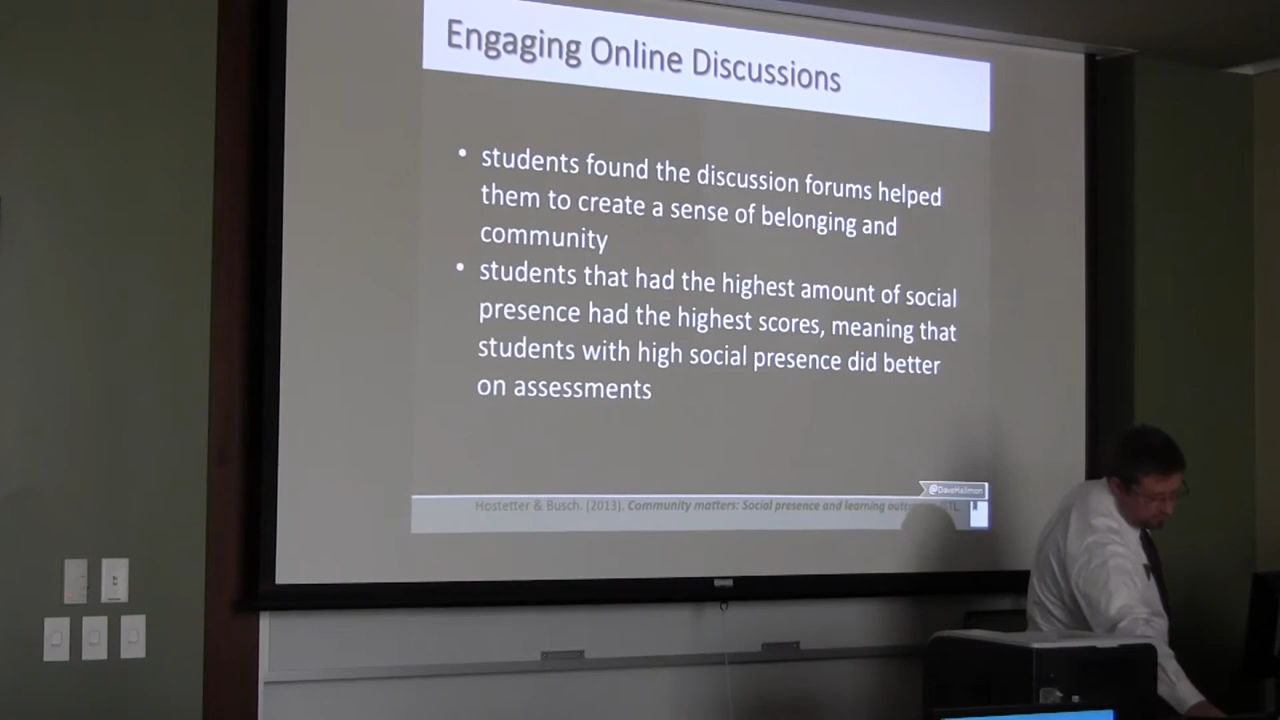 Engaging Online Discussions
• students found the discussion forums helped
them to create a sense of belonging and
community
• students that had the highest amount of social
presence had the highest scores, meaning that
students with high social presence did better
on assessments
@DaveHallmon
Hostetter & Busch. (2013). Community matters: Social presence and learning